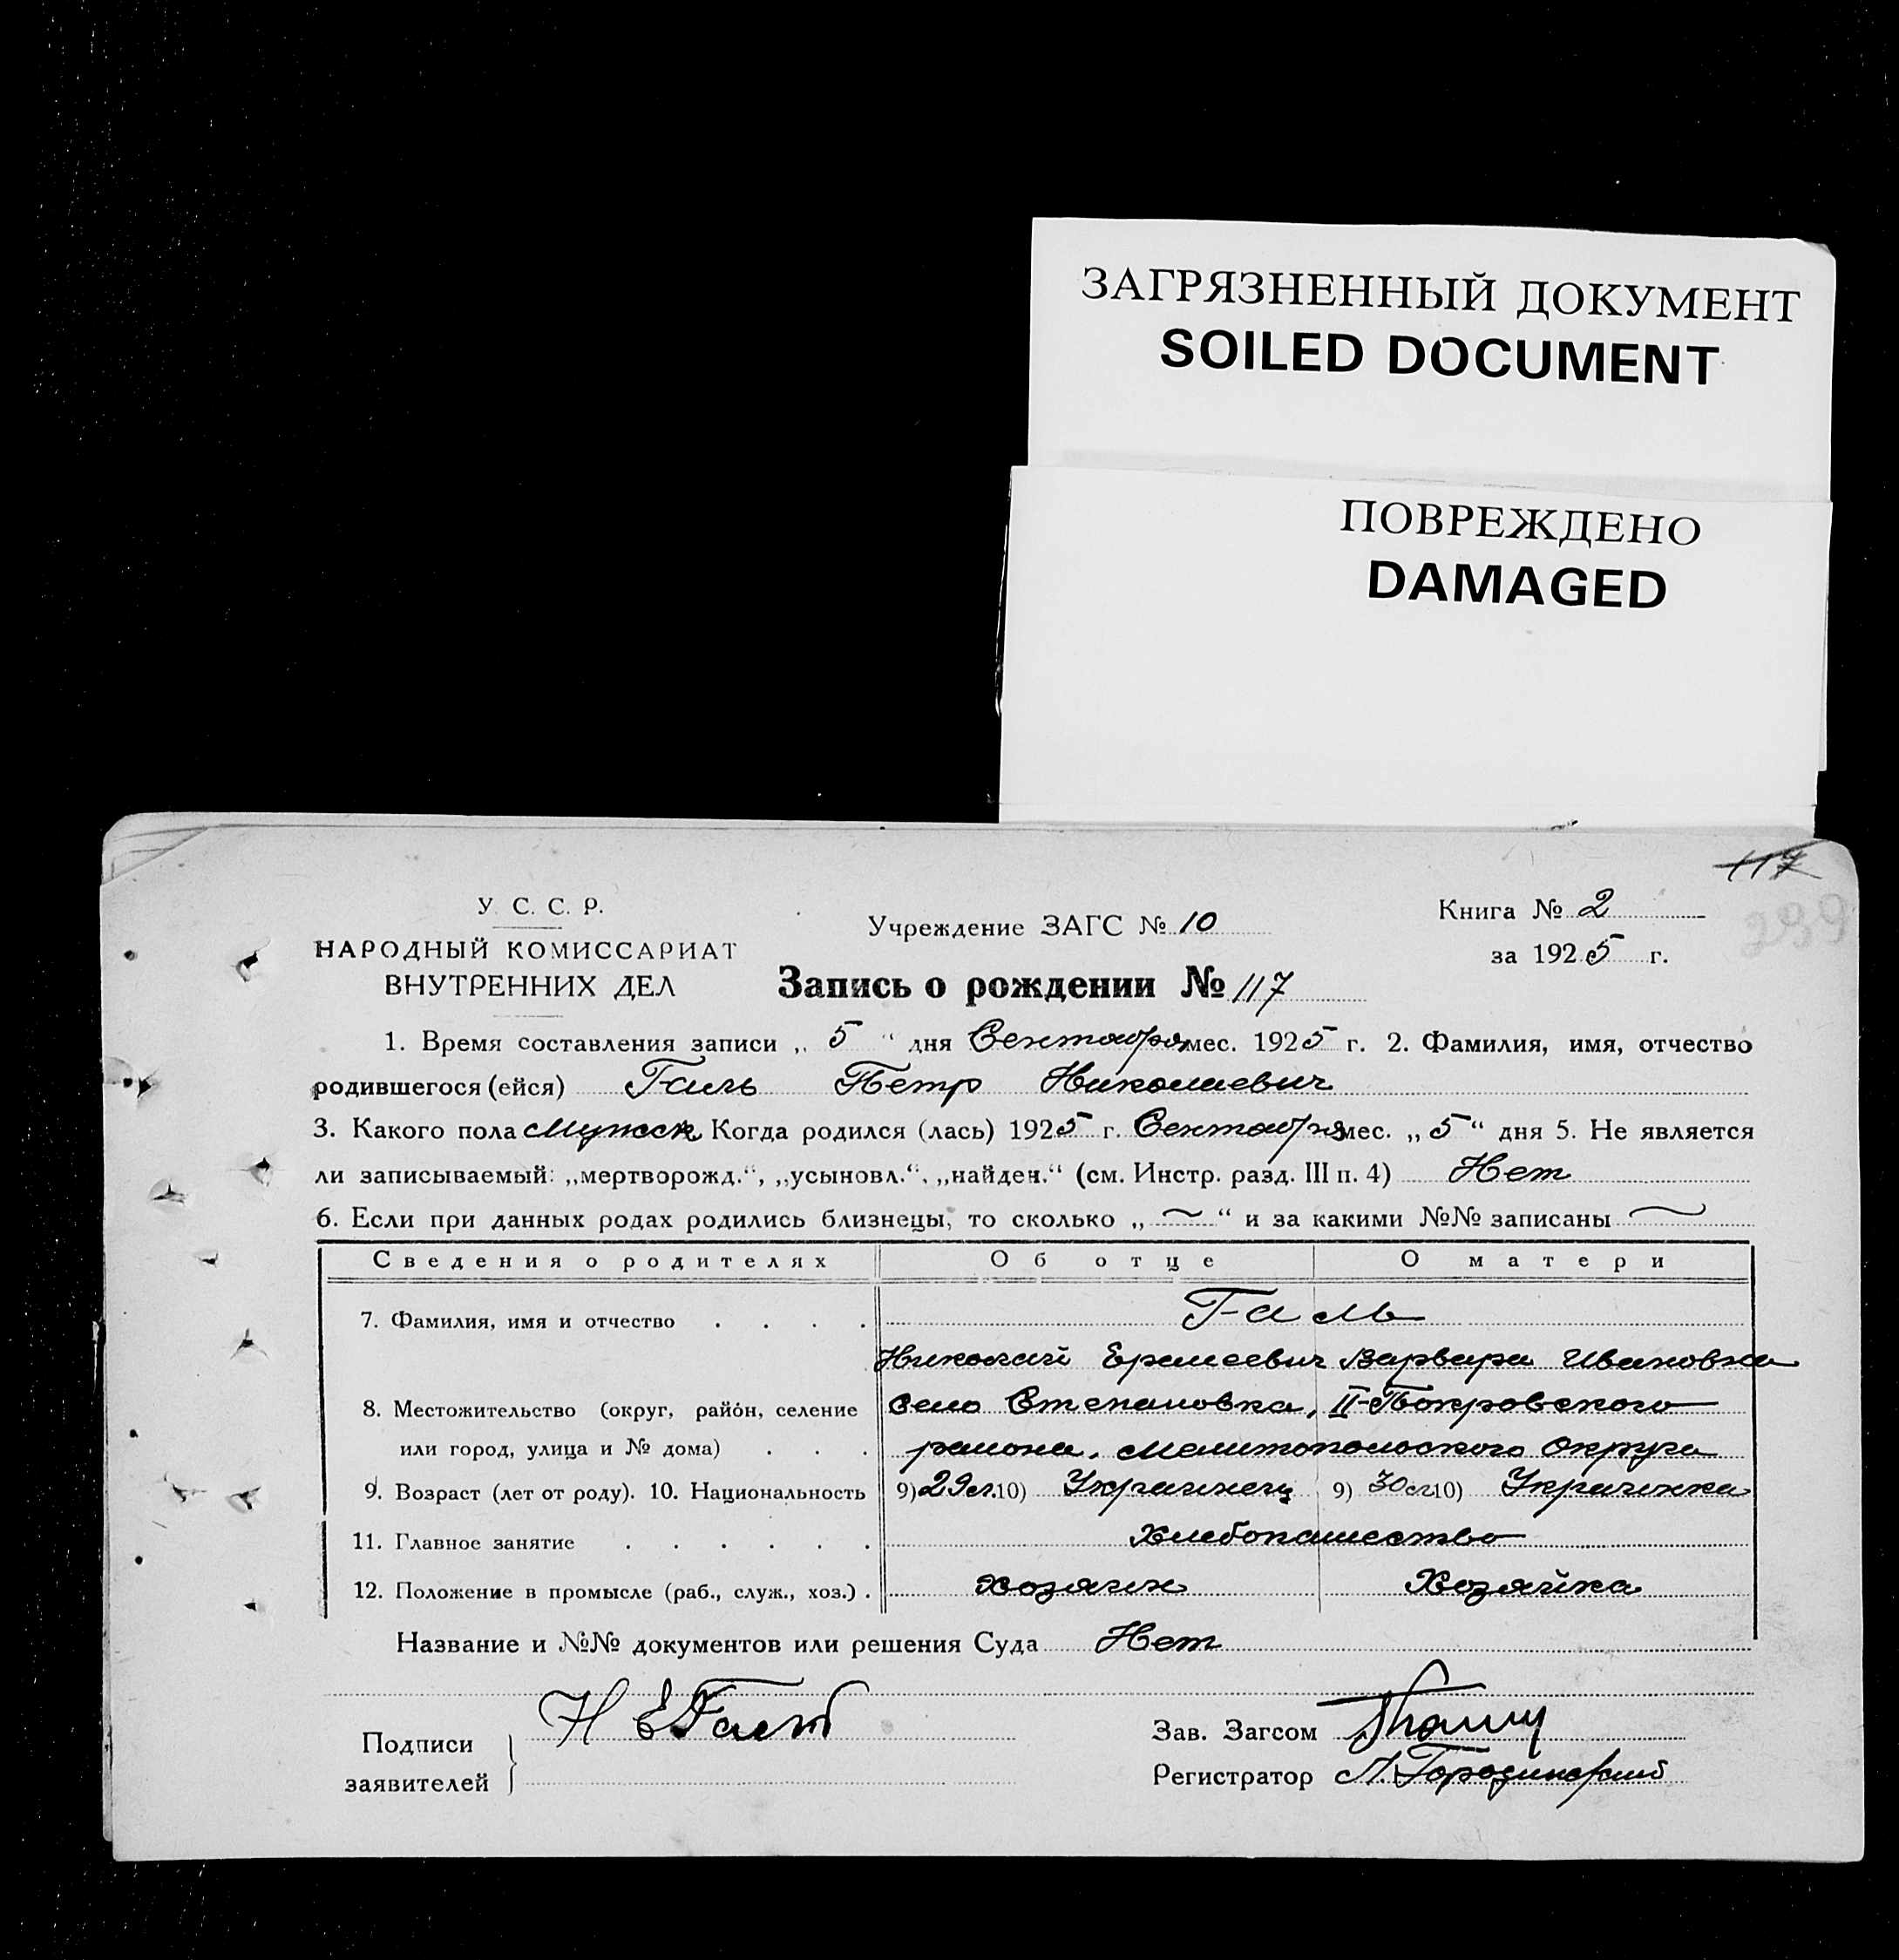 ЗАГРЯЗНЕННЫЙ ДОКУМЕНТ
SOILED DOCUMENT
ПОВРЕЖДЕНО
DAMAGED
117
239
У. С. С. Р.
НАРОДНЫЙ КОМИССАРИАТ
ВНУТРЕННИХ ДЕЛ
Учреждение ЗАГС № 10
Книга № 2
за 1925 г.
Запись о рождении № 117
1. Время составления записи „ 5 “ дня Сентября мес. 1925 г. 2. Фамилия, имя, отчество
родившегося (ейся) Галь Петр Николаевич
3. Какого пола Мужск. Когда родился (лась) 1925 г. Сентября мес. „ 5 “ дня 5. Не является
ли записываемый: „мертворожд.“, „усыновл.“, „найден.“ (см. Инстр. разд. III п. 4) Нет
6. Если при данных родах родились близнецы, то сколько „ ~ “ и за какими №№ записаны ~
Сведения о родителях Об отце О матери
7. Фамилия, имя и отчество . . . . Галь
Николай Еремеевич Варвара Ивановна
8. Местожительство (округ, район, селение Село Степановка, II-Покровского
или город, улица и № дома) . . . района, Мелитопольского Округа
9. Возраст (лет от роду). 10. Национальность 9) 29 л. 10) Украинец 9) 30 л. 10) Украинка
11. Главное занятие . . . . . . Хлебопашество
12. Положение в промысле (раб., служ., хоз.) . Хозяин Хозяйка
Название и №№ документов или решения Суда Нет
Подписи
заявителей
Н Е Галь
Зав. Загсом
Регистратор Л.